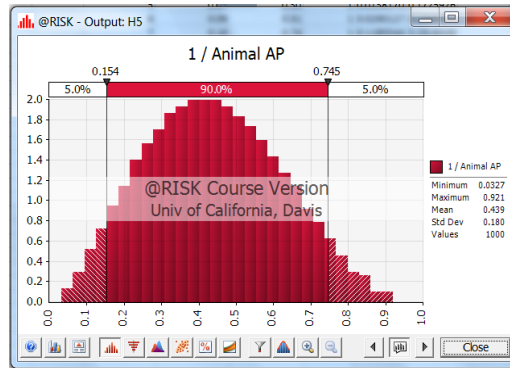 @RISK - Output: H5
1 / Animal AP
0.154 0.745
5.0% 90.0% 5.0%
2.0
1.8
1.6
1.4
1.2
1.0
0.8
0.6
0.4
0.2
0.0
@RISK Course Version
Univ of California, Davis
0.0 0.1 0.2 0.3 0.4 0.5 0.6 0.7 0.8 0.9 1.0
1 / Animal AP
Minimum 0.0327
Maximum 0.921
Mean 0.439
Std Dev 0.180
Values 1000
Close